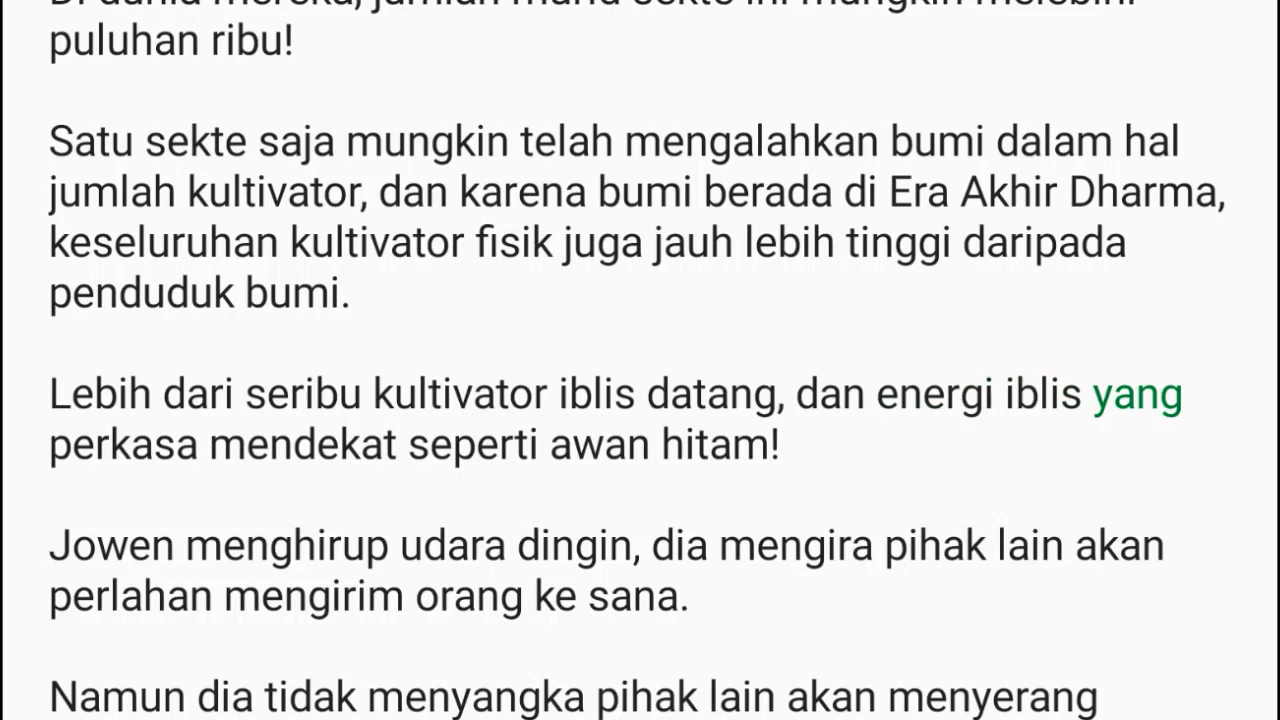 puluhan ribu!
Satu sekte saja mungkin telah mengalahkan bumi dalam hal
jumlah kultivator, dan karena bumi berada di Era Akhir Dharma,
keseluruhan kultivator fisik juga jauh lebih tinggi daripada
penduduk bumi.
Lebih dari seribu kultivator iblis datang, dan energi iblis yang
perkasa mendekat seperti awan hitam!
Jowen menghirup udara dingin, dia mengira pihak lain akan
perlahan mengirim orang ke sana.
Namun dia tidak menyangka pihak lain akan menyerang